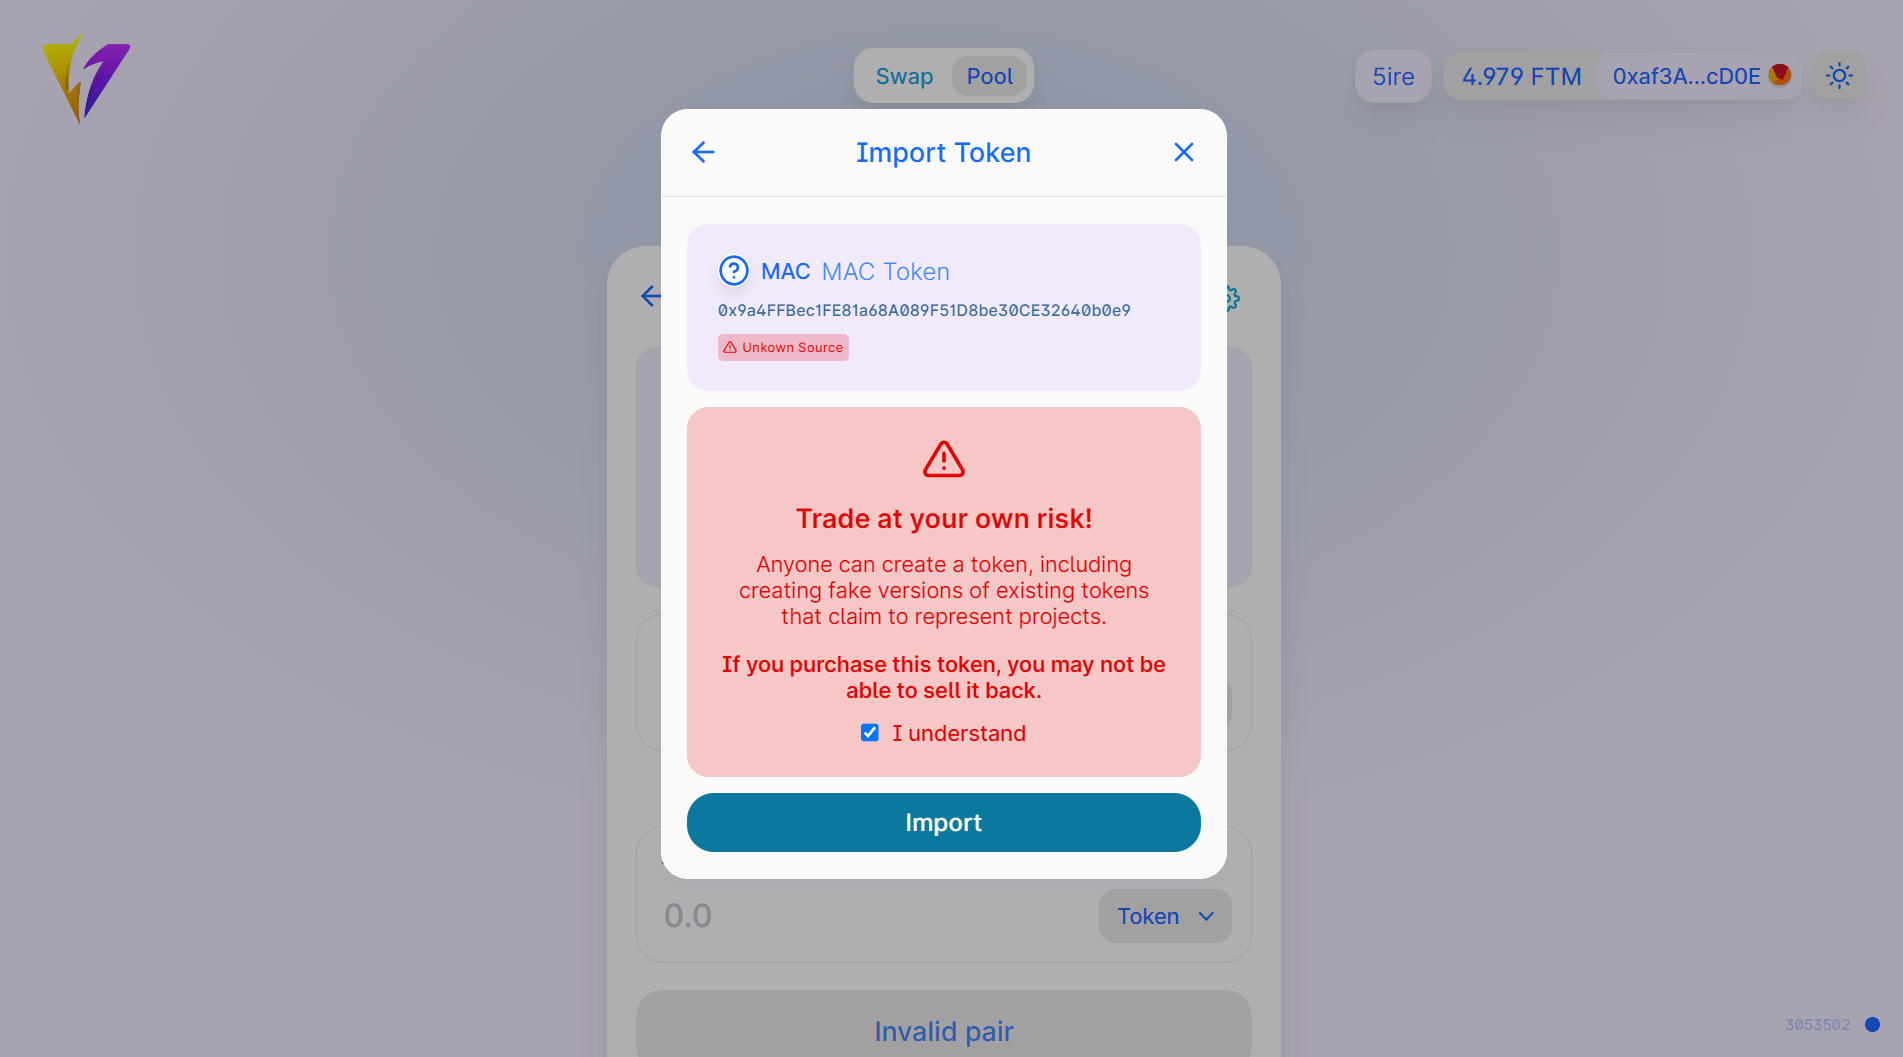 Swap
Pool
5ire
4.979 FTM
0xaf3A...cD0E
Import Token
MAC MAC Token
0x9a4FFBec1FE81a68A089F51D8be30CE32640b0e9
Unkown Source
Trade at your own risk!
Anyone can create a token, including
creating fake versions of existing tokens
that claim to represent projects.
If you purchase this token, you may not be
able to sell it back.
I understand
Import
0.0
Token
Invalid pair
3053502